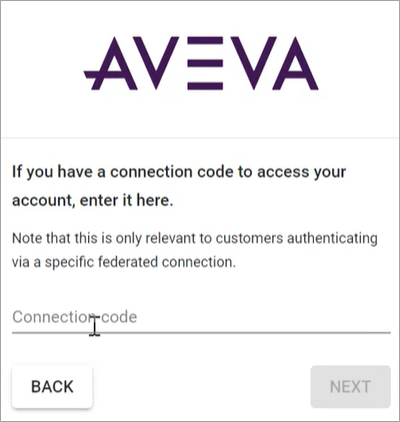 AVEVA
If you have a connection code to access your
account, enter it here.
Note that this is only relevant to customers authenticating
via a specific federated connection.
Connection code
BACK
NEXT